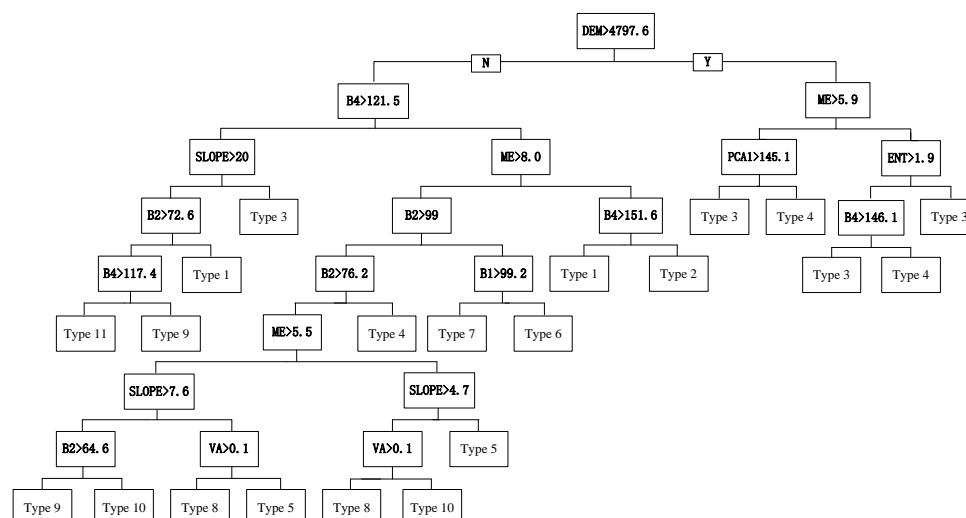 DEM>4797.6
N
Y
B4>121.5
ME>5.9
SLOPE>20
ME>8.0
PCA1>145.1
ENT>1.9
B2>72.6
Type 3
B2>99
B4>151.6
Type 3
Type 4
B4>146.1
Type 3
B4>117.4
Type 1
B2>76.2
B1>99.2
Type 1
Type 2
Type 3
Type 4
Type 11
Type 9
ME>5.5
Type 4
Type 7
Type 6
SLOPE>7.6
SLOPE>4.7
B2>64.6
VA>0.1
VA>0.1
Type 5
Type 9
Type 10
Type 8
Type 5
Type 8
Type 10